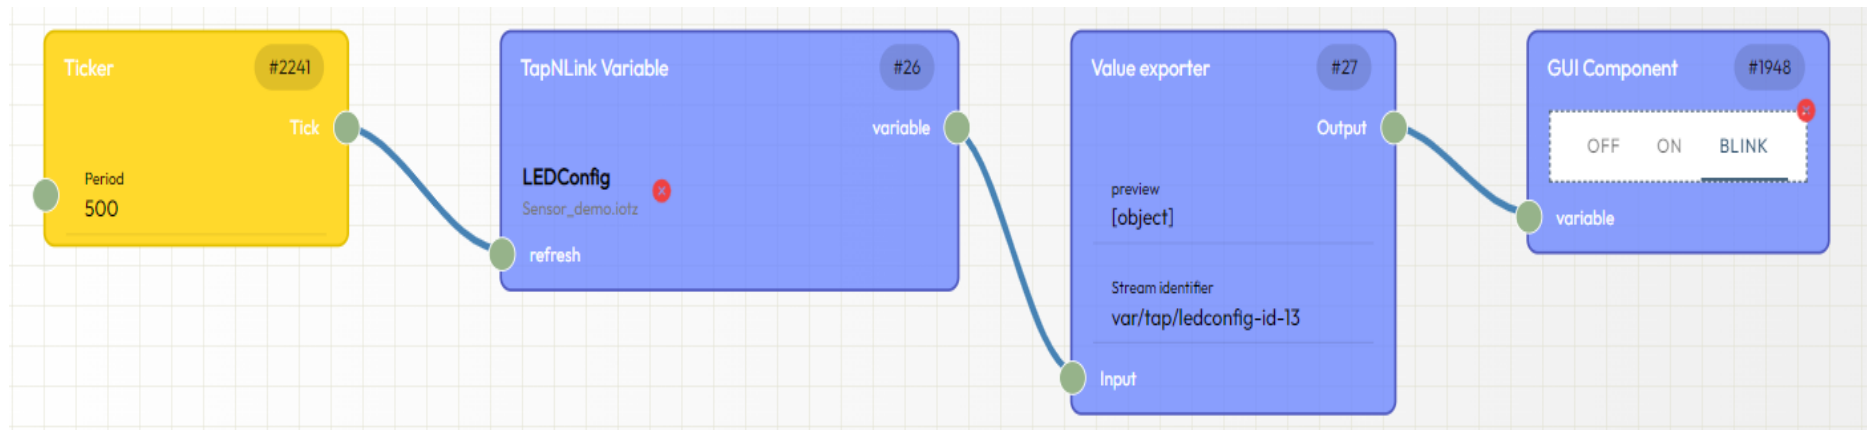 Ticker
#2241
Tick
Period
500
TapNLink Variable
#26
variable
LEDConfig
Sensor_demo.iotz
refresh
Value exporter
#27
Output
preview
[object]
Stream identifier
var/tap/ledconfig-id-13
Input
GUI Component
#1948
OFF ON BLINK
variable